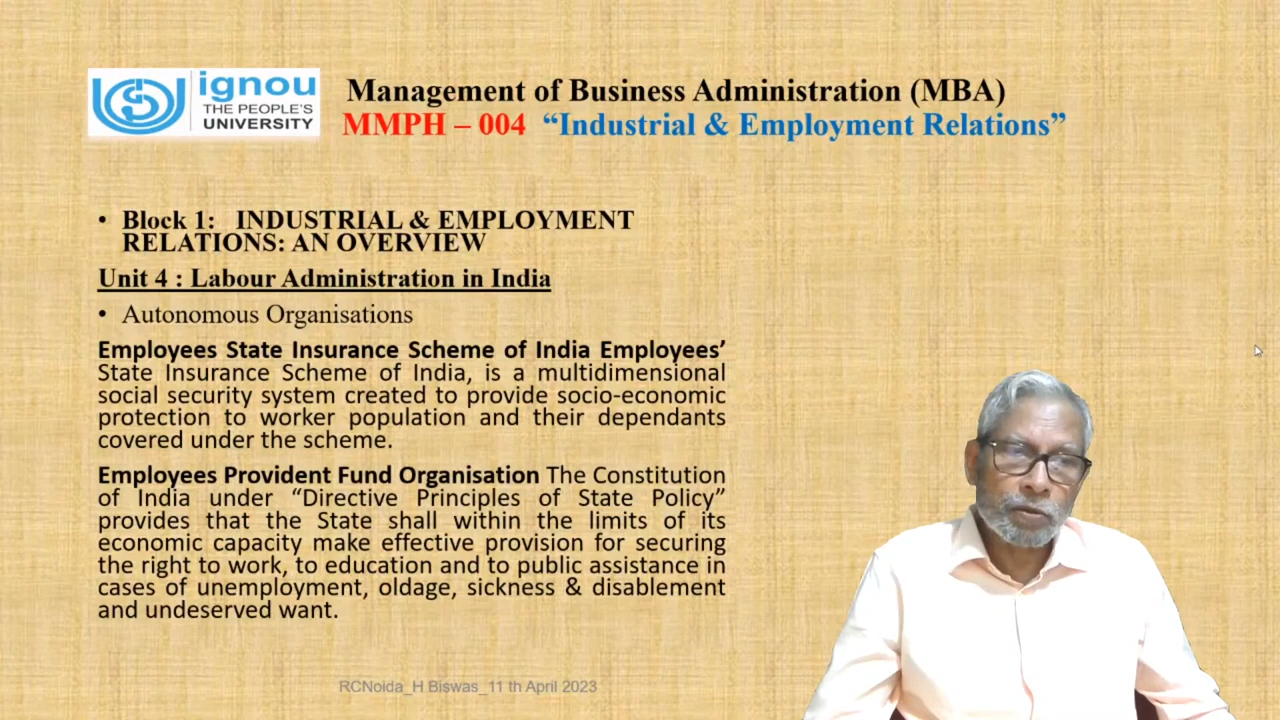 ignou
THE PEOPLE'S
UNIVERSITY
Management of Business Administration (MBA)
MMPH – 004 “Industrial & Employment Relations”
• Block 1: INDUSTRIAL & EMPLOYMENT
RELATIONS: AN OVERVIEW
Unit 4 : Labour Administration in India
• Autonomous Organisations
Employees State Insurance Scheme of India Employees’
State Insurance Scheme of India, is a multidimensional
social security system created to provide socio-economic
protection to worker population and their dependants
covered under the scheme.
Employees Provident Fund Organisation The Constitution
of India under “Directive Principles of State Policy”
provides that the State shall within the limits of its
economic capacity make effective provision for securing
the right to work, to education and to public assistance in
cases of unemployment, oldage, sickness & disablement
and undeserved want.
RCNoida_H Biswas_11 th April 2023